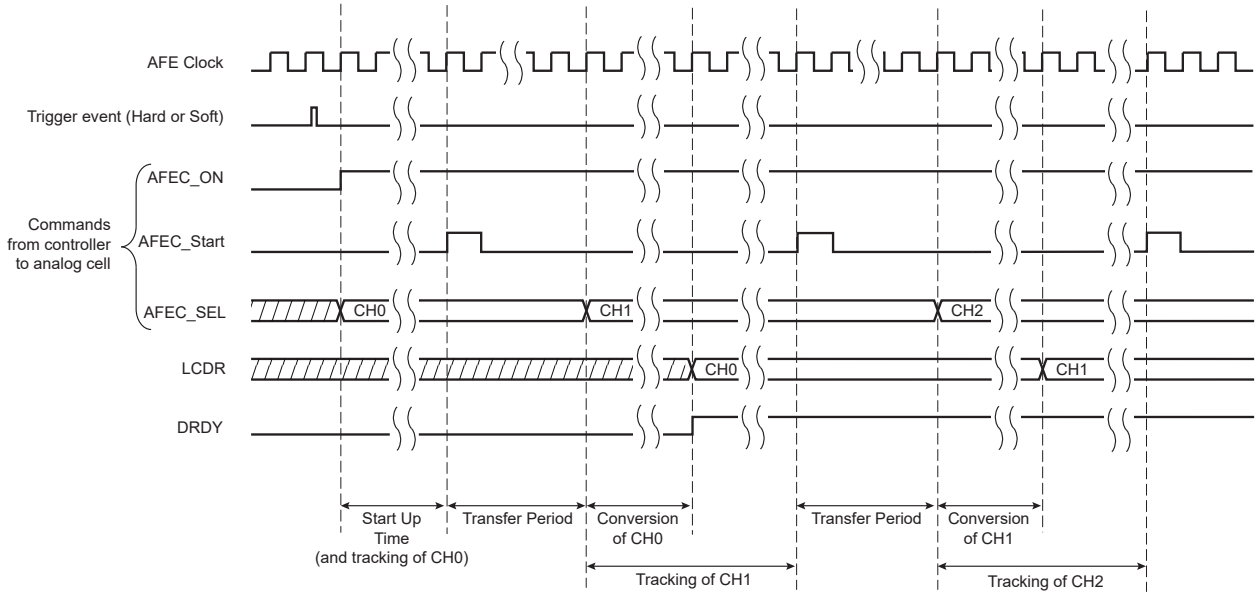 AFE Clock
Trigger event (Hard or Soft)
AFEC_ON
Commands
from controller
to analog cell
AFEC_Start
AFEC_SEL
CH0
CH1
CH2
LCDR
CH0
CH1
DRDY
Start Up
Time
(and tracking of CH0)
Transfer Period
Conversion
of CH0
Transfer Period
Conversion
of CH1
Tracking of CH1
Tracking of CH2